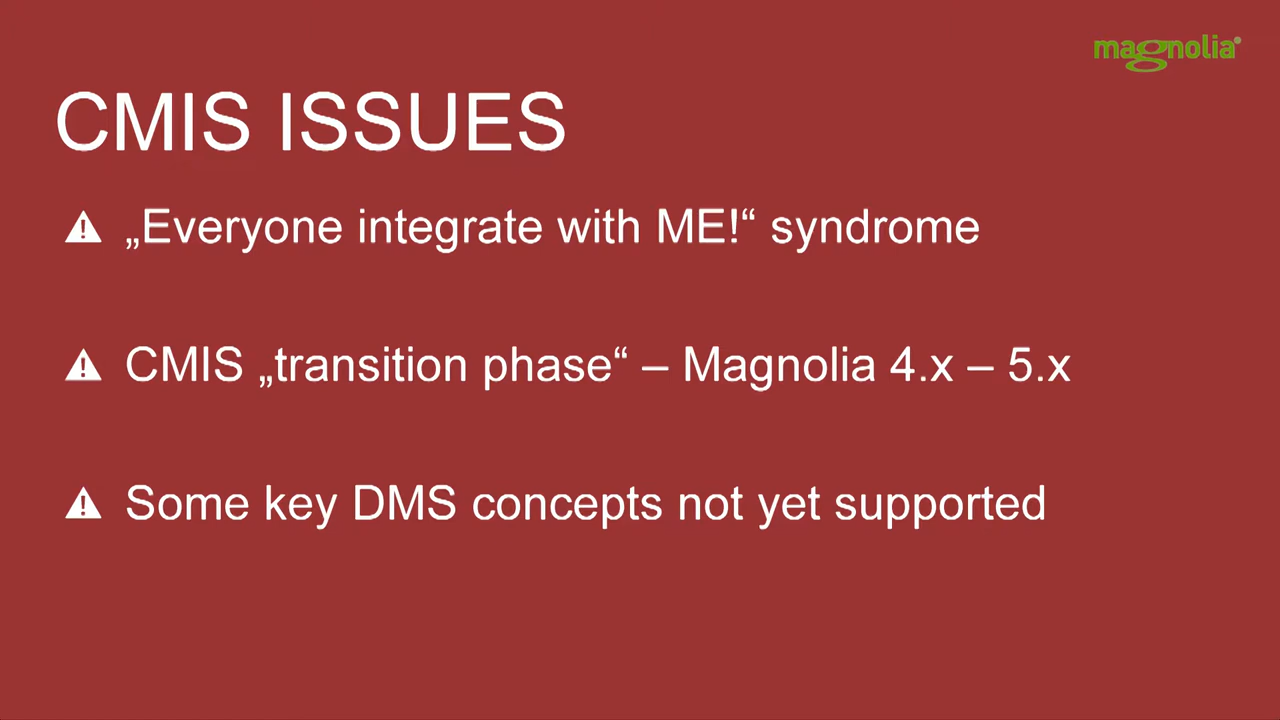 magnolia®
CMIS ISSUES
„Everyone integrate with ME!“ syndrome
CMIS „transition phase“ – Magnolia 4.x – 5.x
Some key DMS concepts not yet supported